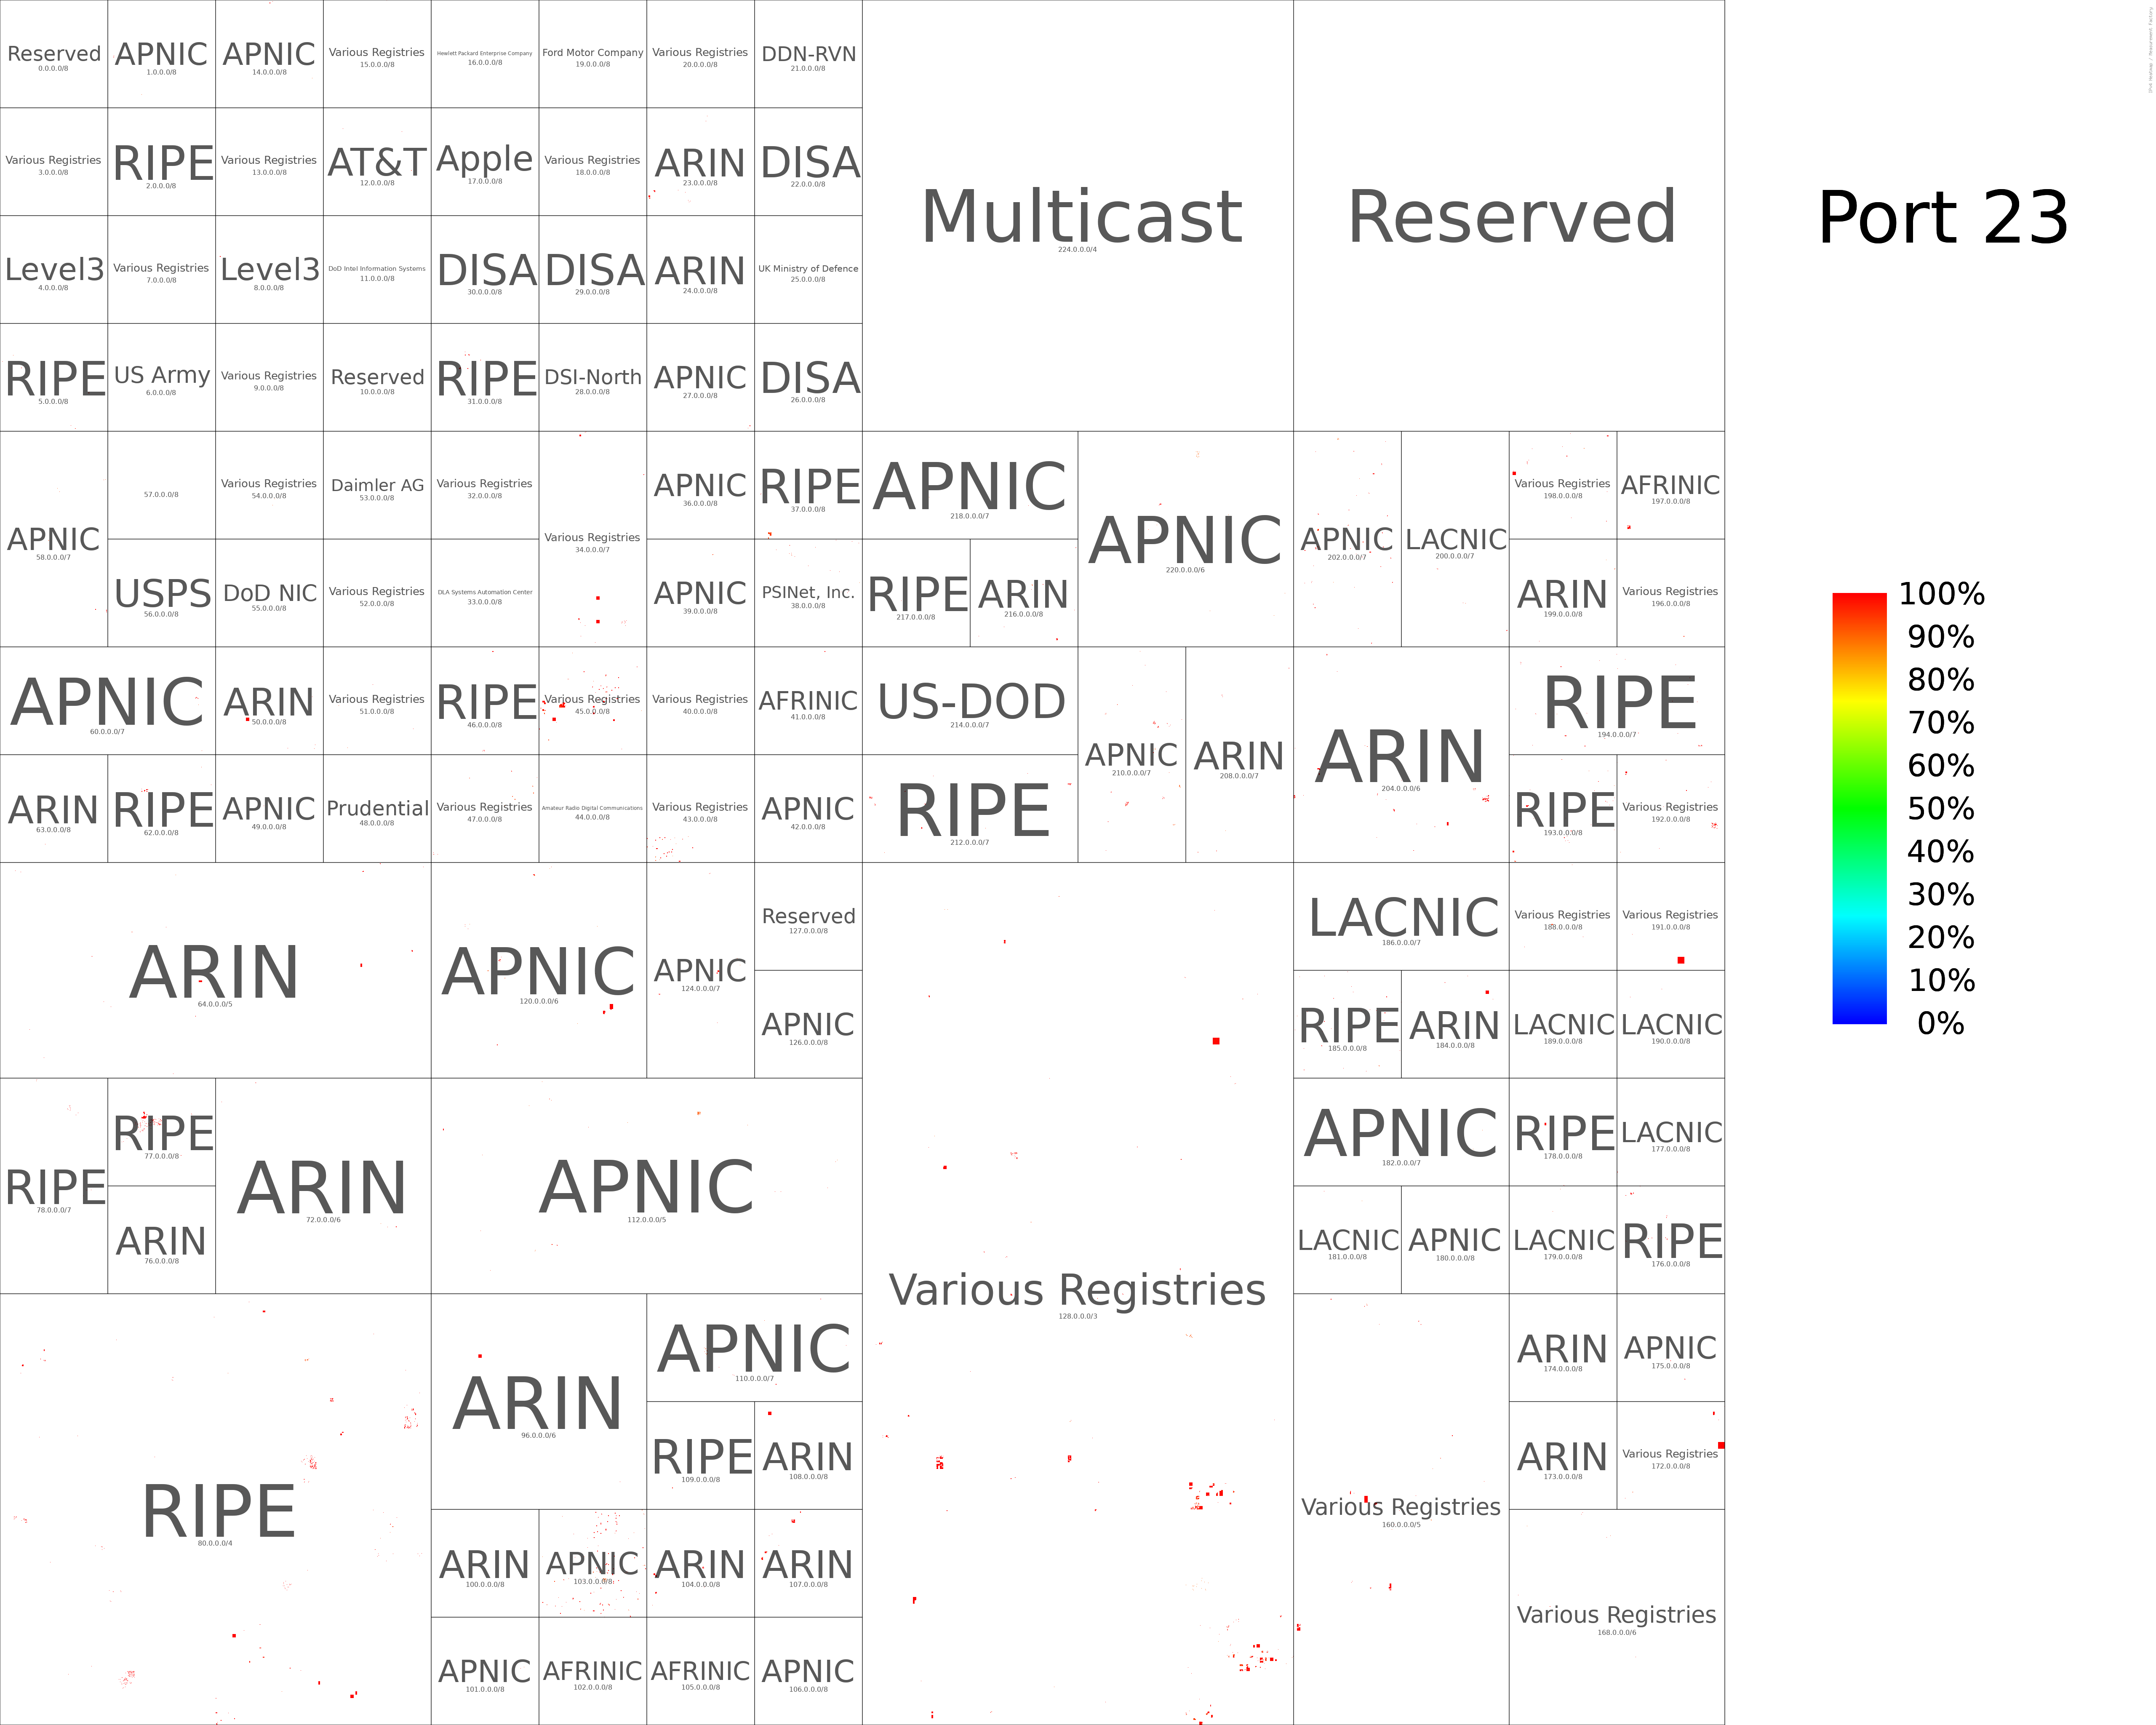 Reserved
0.0.0.0/8
APNIC
1.0.0.0/8
APNIC
14.0.0.0/8
Various Registries
15.0.0.0/8
Hewlett Packard Enterprise Company
16.0.0.0/8
Ford Motor Company
19.0.0.0/8
Various Registries
20.0.0.0/8
DDN-RVN
21.0.0.0/8
Various Registries
3.0.0.0/8
RIPE
2.0.0.0/8
Various Registries
13.0.0.0/8
AT&T
12.0.0.0/8
Apple
17.0.0.0/8
Various Registries
18.0.0.0/8
ARIN
23.0.0.0/8
DISA
22.0.0.0/8
Multicast
224.0.0.0/4
Reserved
Port 23
IPv4 Heatmap / Measurement Factory
Level3
4.0.0.0/8
Various Registries
7.0.0.0/8
Level3
8.0.0.0/8
DoD Intel Information Systems
11.0.0.0/8
DISA
30.0.0.0/8
DISA
29.0.0.0/8
ARIN
24.0.0.0/8
UK Ministry of Defence
25.0.0.0/8
RIPE
5.0.0.0/8
US Army
6.0.0.0/8
Various Registries
9.0.0.0/8
Reserved
10.0.0.0/8
RIPE
31.0.0.0/8
DSI-North
28.0.0.0/8
APNIC
27.0.0.0/8
DISA
26.0.0.0/8
APNIC
58.0.0.0/7
57.0.0.0/8
Various Registries
54.0.0.0/8
Daimler AG
53.0.0.0/8
Various Registries
32.0.0.0/8
Various Registries
34.0.0.0/7
APNIC
36.0.0.0/8
RIPE
37.0.0.0/8
USPS
56.0.0.0/8
DoD NIC
55.0.0.0/8
Various Registries
52.0.0.0/8
DLA Systems Automation Center
33.0.0.0/8
APNIC
39.0.0.0/8
PSINet, Inc.
38.0.0.0/8
APNIC
218.0.0.0/7
APNIC
220.0.0.0/6
RIPE
217.0.0.0/8
ARIN
216.0.0.0/8
APNIC
202.0.0.0/7
LACNIC
200.0.0.0/7
Various Registries
198.0.0.0/8
AFRINIC
197.0.0.0/8
ARIN
199.0.0.0/8
Various Registries
196.0.0.0/8
APNIC
60.0.0.0/7
ARIN
50.0.0.0/8
Various Registries
51.0.0.0/8
RIPE
46.0.0.0/8
Various Registries
45.0.0.0/8
Various Registries
40.0.0.0/8
AFRINIC
41.0.0.0/8
ARIN
63.0.0.0/8
RIPE
62.0.0.0/8
APNIC
49.0.0.0/8
Prudential
48.0.0.0/8
Various Registries
47.0.0.0/8
Amateur Radio Digital Communications
44.0.0.0/8
Various Registries
43.0.0.0/8
APNIC
42.0.0.0/8
US-DOD
214.0.0.0/7
RIPE
212.0.0.0/7
APNIC
210.0.0.0/7
ARIN
208.0.0.0/7
ARIN
204.0.0.0/6
RIPE
194.0.0.0/7
RIPE
193.0.0.0/8
Various Registries
192.0.0.0/8
100%
90%
80%
70%
60%
50%
40%
30%
20%
10%
0%
ARIN
64.0.0.0/5
APNIC
120.0.0.0/6
APNIC
124.0.0.0/7
Reserved
127.0.0.0/8
APNIC
126.0.0.0/8
LACNIC
186.0.0.0/7
Various Registries
188.0.0.0/8
Various Registries
191.0.0.0/8
RIPE
185.0.0.0/8
ARIN
184.0.0.0/8
LACNIC
189.0.0.0/8
LACNIC
190.0.0.0/8
RIPE
78.0.0.0/7
RIPE
77.0.0.0/8
ARIN
76.0.0.0/8
ARIN
72.0.0.0/6
APNIC
112.0.0.0/5
Various Registries
128.0.0.0/3
APNIC
182.0.0.0/7
RIPE
178.0.0.0/8
LACNIC
177.0.0.0/8
LACNIC
181.0.0.0/8
APNIC
180.0.0.0/8
LACNIC
179.0.0.0/8
RIPE
176.0.0.0/8
RIPE
80.0.0.0/4
ARIN
96.0.0.0/6
APNIC
110.0.0.0/7
RIPE
109.0.0.0/8
ARIN
108.0.0.0/8
ARIN
100.0.0.0/8
APNIC
103.0.0.0/8
ARIN
104.0.0.0/8
ARIN
107.0.0.0/8
APNIC
101.0.0.0/8
AFRINIC
102.0.0.0/8
AFRINIC
105.0.0.0/8
APNIC
106.0.0.0/8
Various Registries
160.0.0.0/5
ARIN
174.0.0.0/8
APNIC
175.0.0.0/8
ARIN
173.0.0.0/8
Various Registries
172.0.0.0/8
Various Registries
168.0.0.0/6